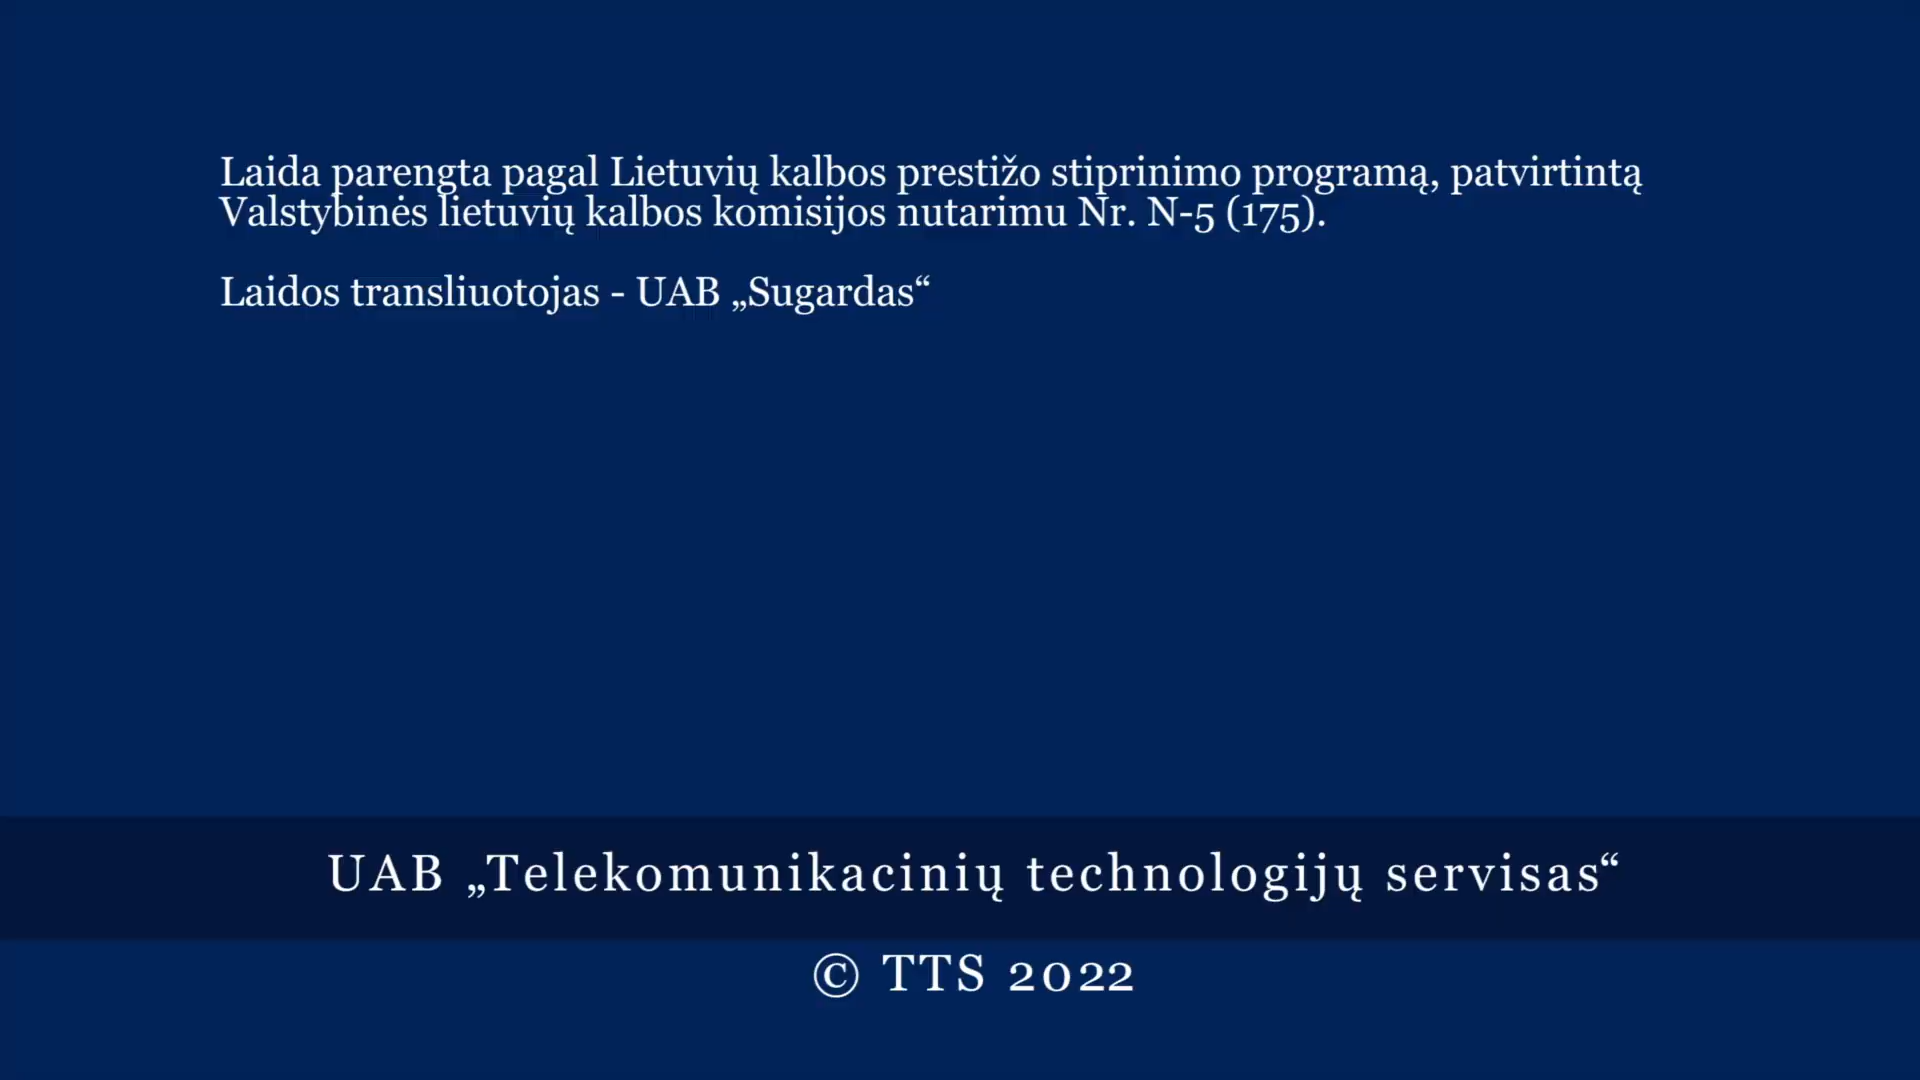 Laida parengta pagal Lietuvių kalbos prestižo stiprinimo programą, patvirtintą
Valstybinės lietuvių kalbos komisijos nutarimu Nr. N-5 (175).
Laidos transliuotojas - UAB „Sugardas“
UAB „Telekomunikacinių technologijų servisas“
© TTS 2022